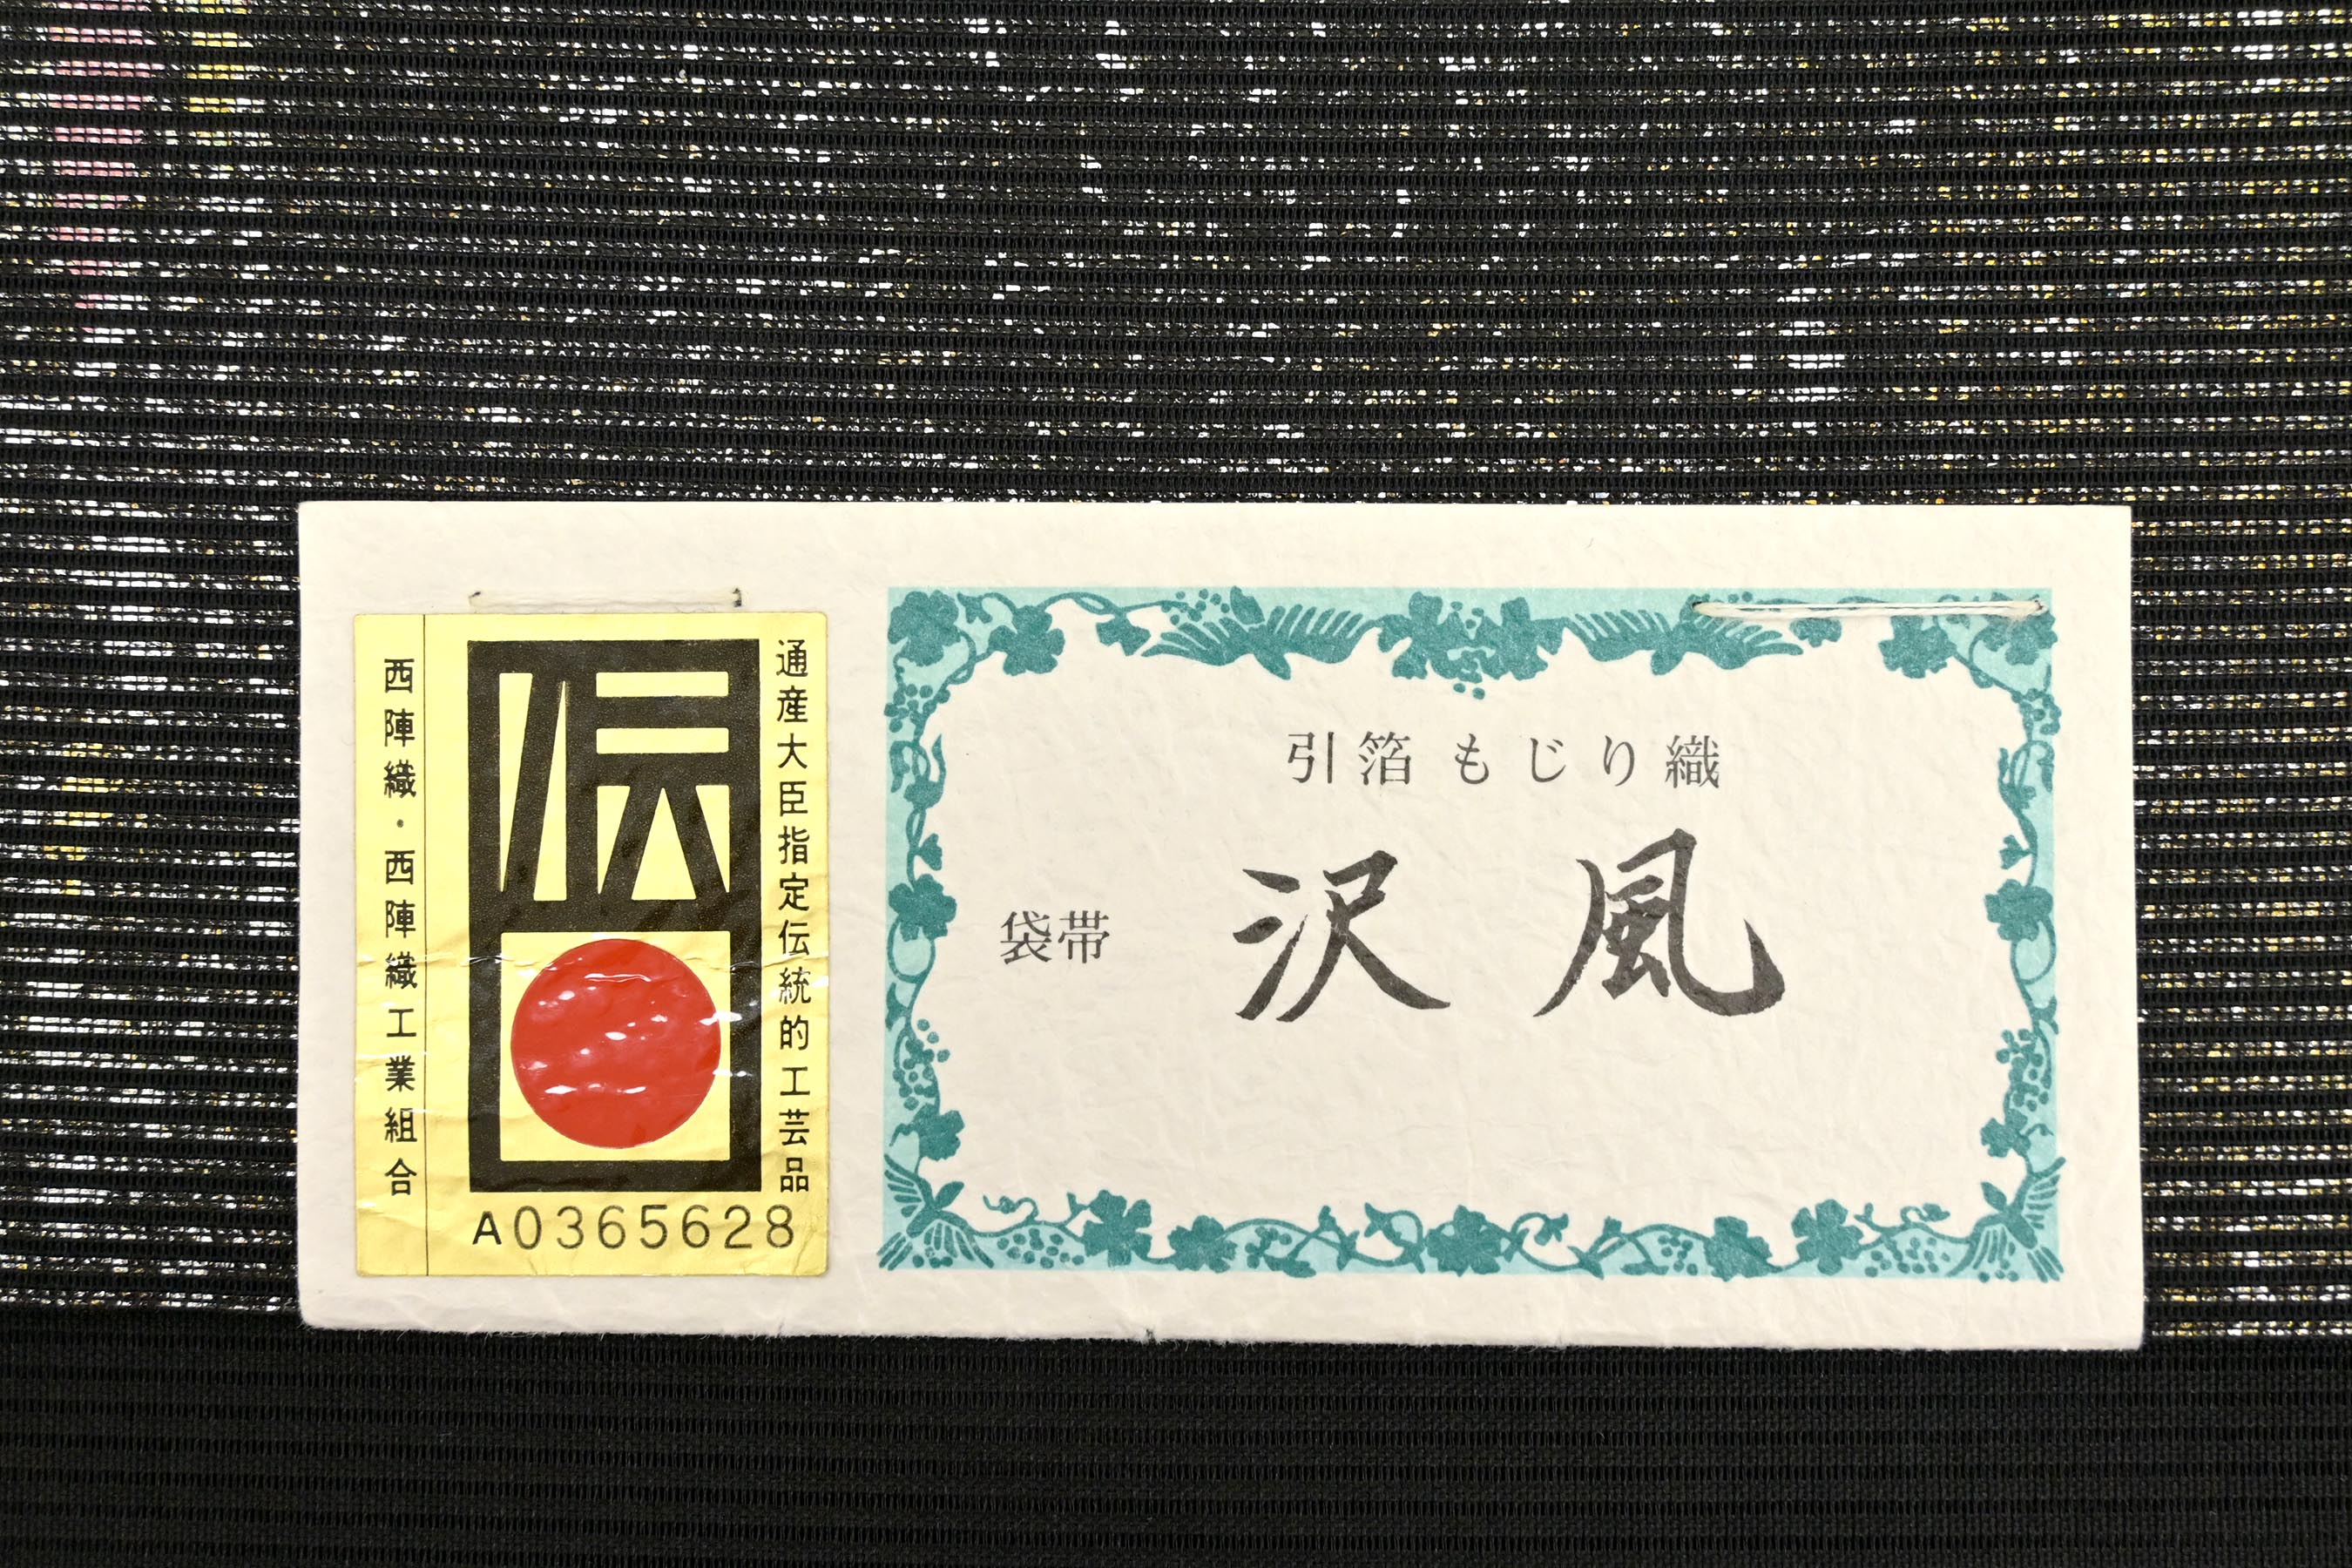 通産大臣指定伝統的工芸品
伝
西陣織・西陣織工業組合
A0365628
引箔 もじり織
袋帯 沢風